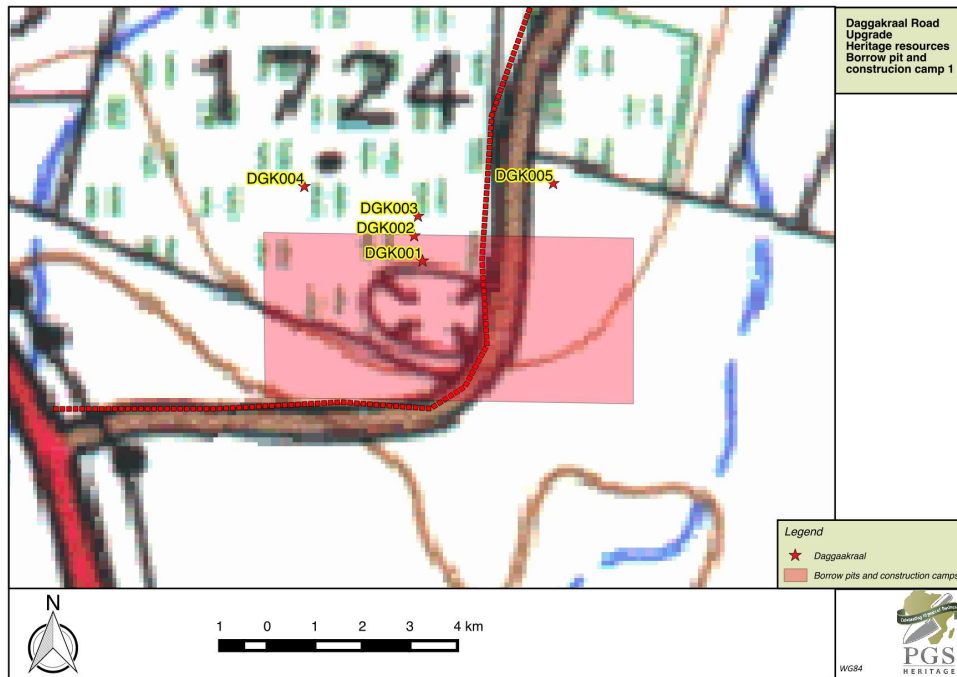 Daggakraal Road
Upgrade
Heritage resources
Borrow pit and
construcion camp 1
1724
DGK004
DGK005
DGK003
DGK002
DGK001
Legend
Daggaakraal
Borrow pits and construction camps
N
1 0 1 2 3 4 km
WG84
PGS
HERITAGE